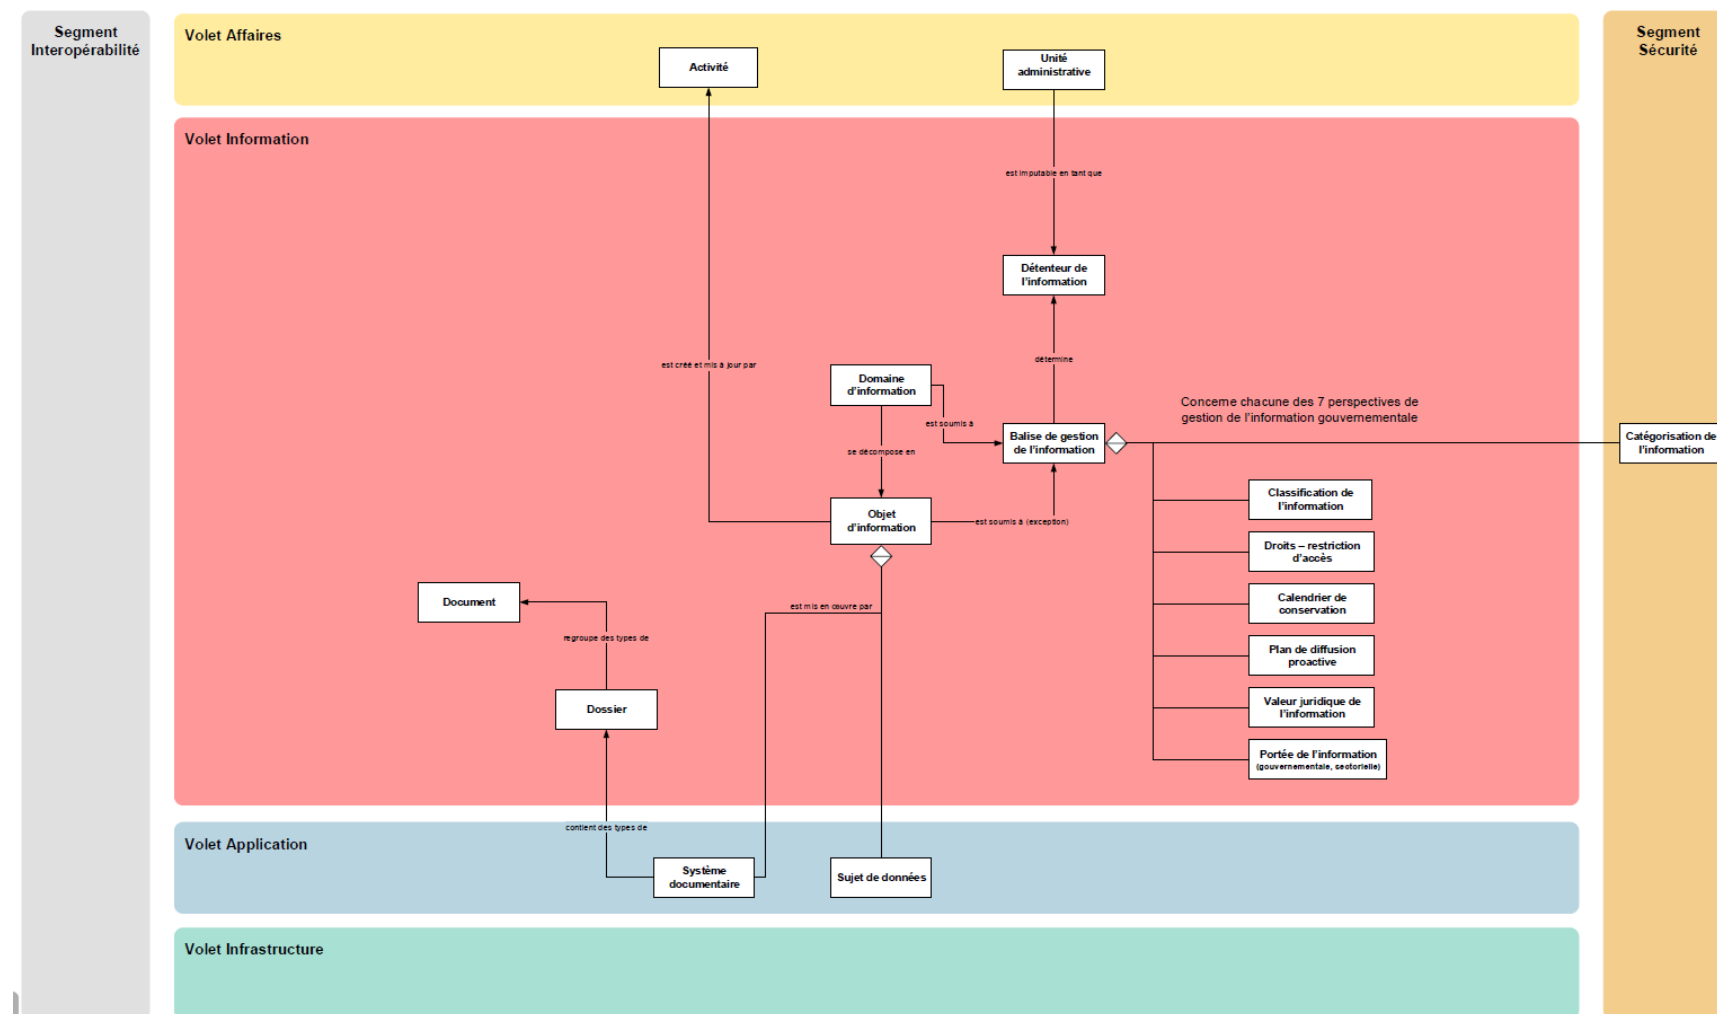 Segment
Interopérabilité
Volet Affaires
Activité
Unité
administrative
Segment
Sécurité
Volet Information
est imputable en tant que
Détenteur de
l'information
détermine
est créé et mis à jour par
Domaine
d'information
est soumis à
se décompose en
Balise de gestion
de l'information
Concerne chacune des 7 perspectives de
gestion de l'information gouvernementale
Catégorisation de
l'information
Objet
d'information
est soumis à (exception)
Classification de
l'information
Droits – restriction
d'accès
Calendrier de
conservation
Plan de diffusion
proactive
Valeur juridique de
l'information
Portée de l'information
(gouvernementale, sectorielle)
Document
est mis en œuvre par
regroupe des types de
Dossier
contient des types de
Volet Application
Système
documentaire
Sujet de données
Volet Infrastructure